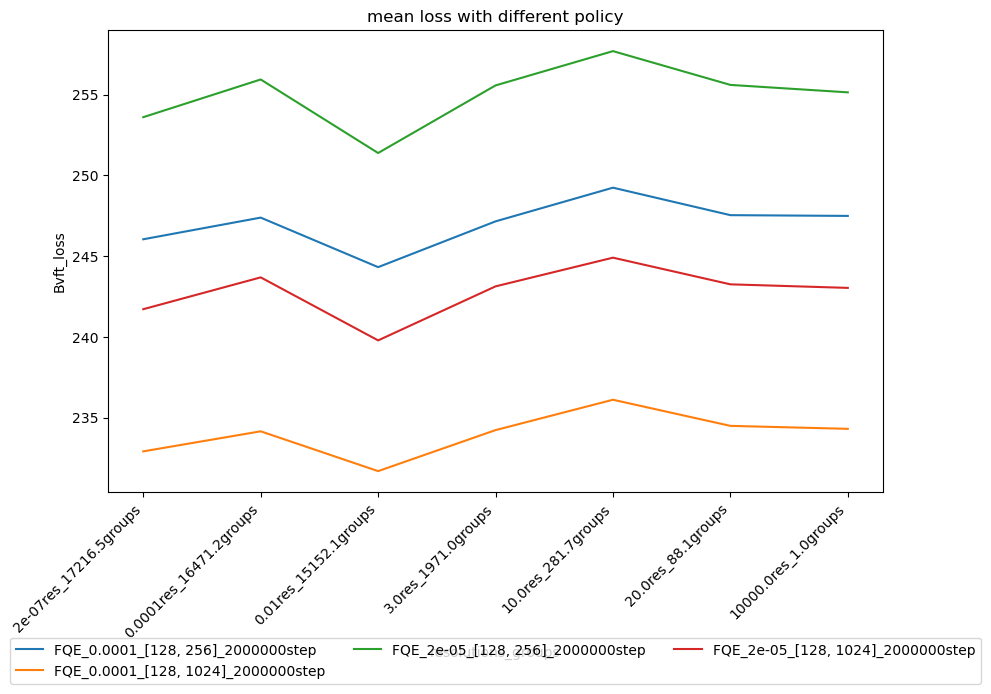 mean loss with different policy
255
250
245
240
235
Bvft_loss
2e-07res_17216.5groups
0.0001res_16471.2groups
0.01res_15152.1groups
3.0res_1971.0groups
10.0res_281.7groups
20.0res_88.1groups
10000.0res_1.0groups
FQE_0.0001_[128, 256]_2000000step
FQE_0.0001_[128, 1024]_2000000step
FQE_2e-05_[128, 256]_2000000step
FQE_2e-05_[128, 1024]_2000000step